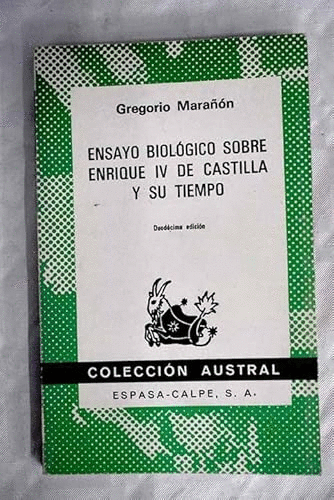 Gregorio Marañón
ENSAYO BIOLÓGICO SOBRE
ENRIQUE IV DE CASTILLA
Y SU TIEMPO
Duodécima edición
COLECCIÓN AUSTRAL
ESPASA-CALPE, S. A.